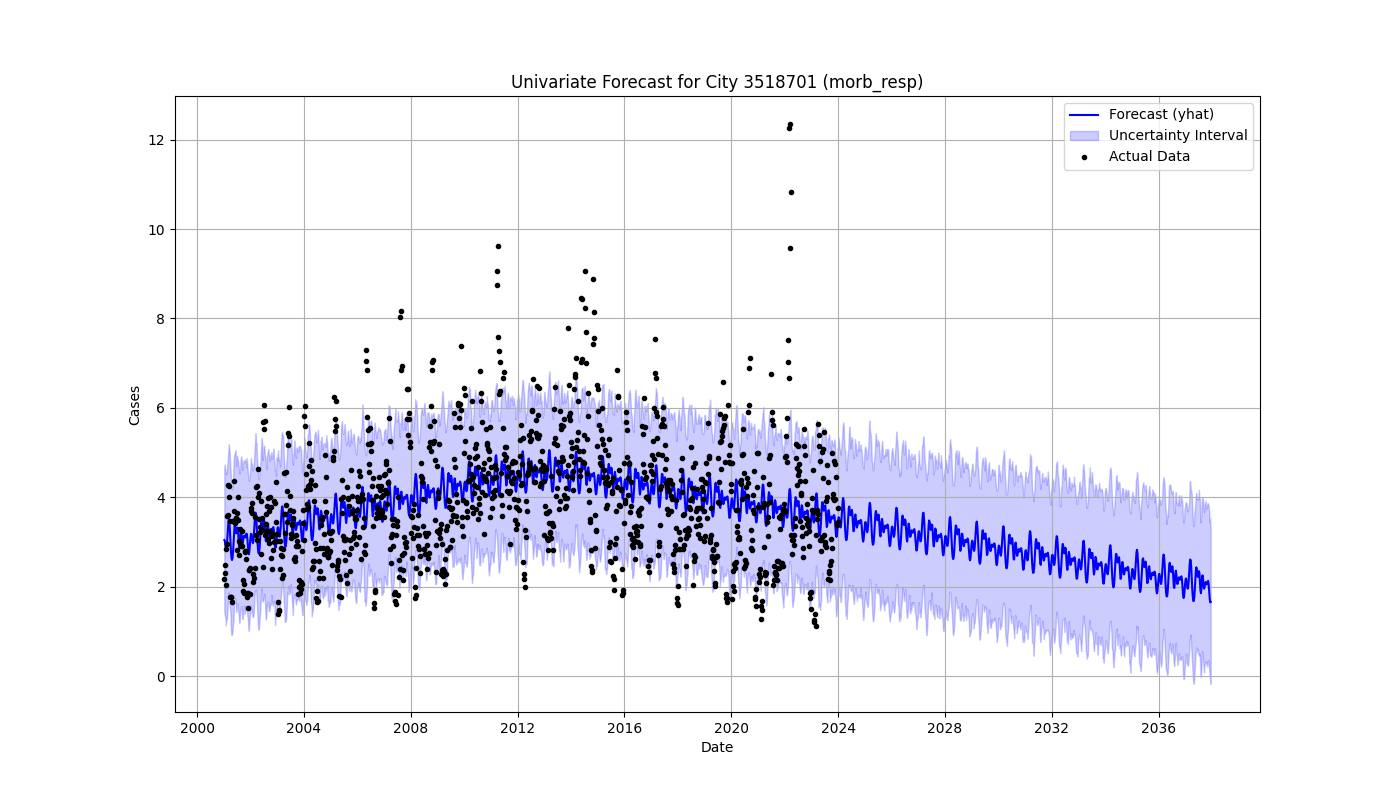 Univariate Forecast for City 3518701 (morb_resp)
Forecast (yhat)
Uncertainty Interval
Actual Data
Cases
12
10
8
6
4
2
0
2000 2004 2008 2012 2016 2020 2024 2028 2032 2036
Date